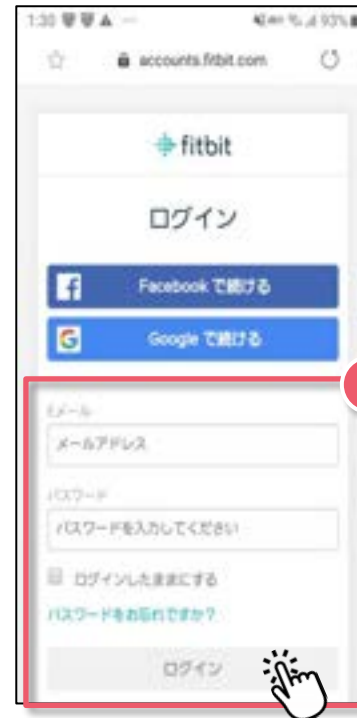 1:30
93%
accounts.fitbit.com
fitbit
ログイン
Facebook で続ける
Google で続ける
Eメール
メールアドレス
パスワード
パスワードを入力してください
ログインしたままにする
パスワードをお忘れですか?
ログイン